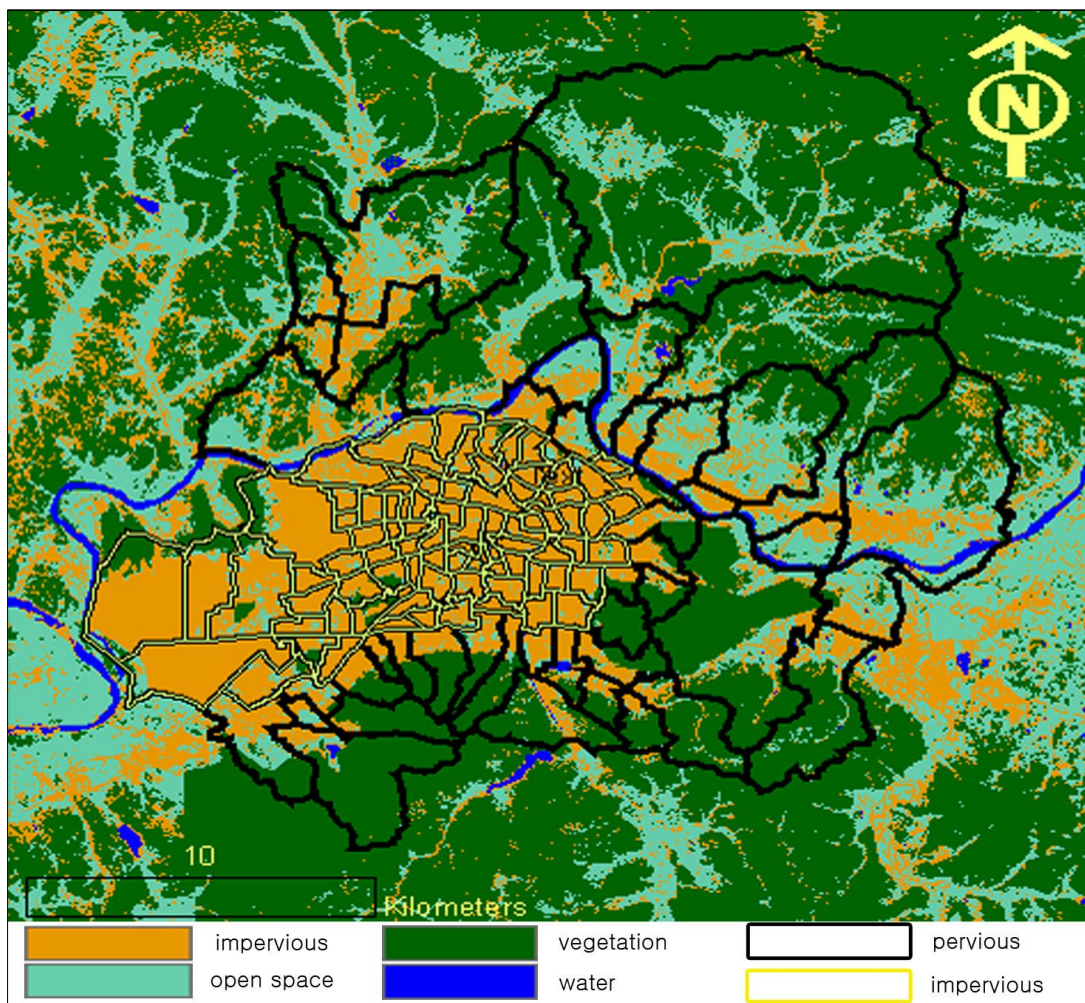 N
10
Kilometers
impervious
vegetation
pervious
open space
water
impervious